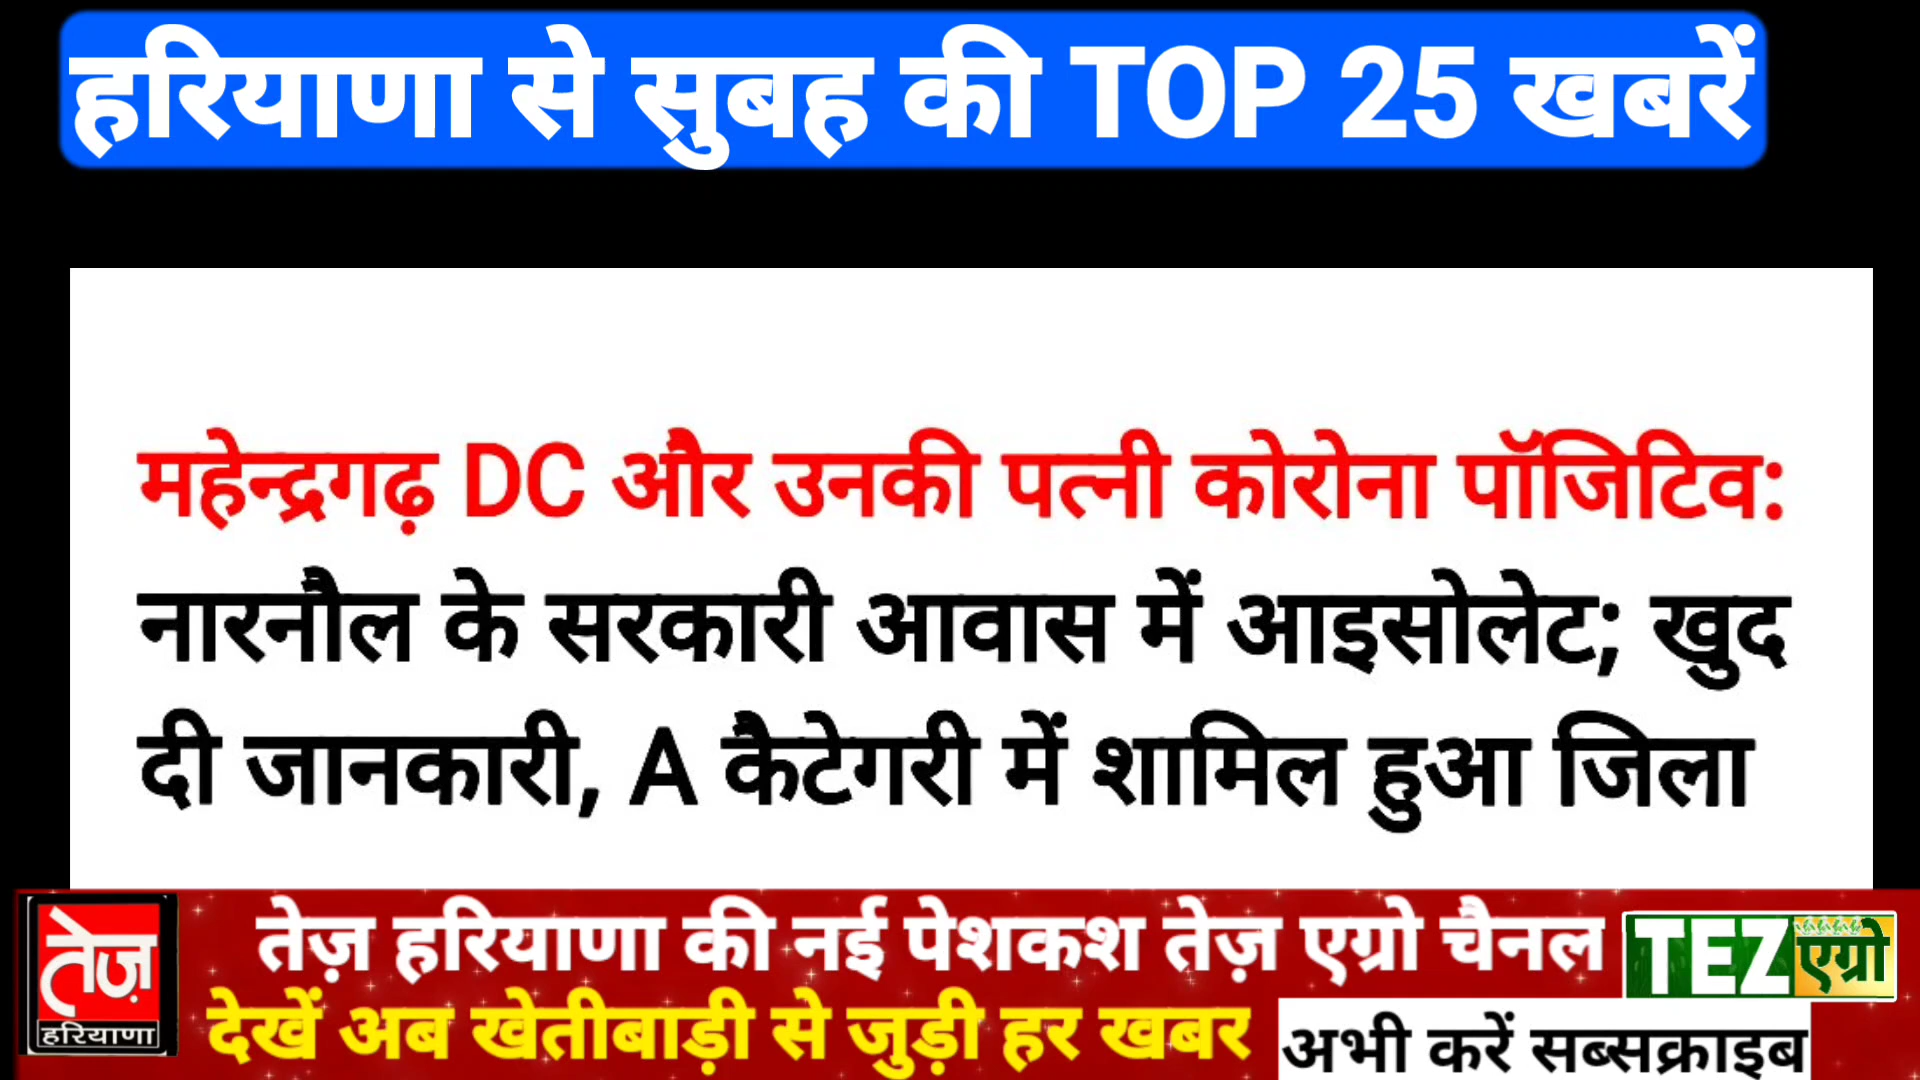 हरियाणा से सुबह की TOP 25 खबरें
महेन्द्रगढ़ DC और उनकी पत्नी कोरोना पॉजिटिव:
नारनौल के सरकारी आवास में आइसोलेट; खुद
दी जानकारी, A कैटेगरी में शामिल हुआ जिला
तेज़
हरियाणा
तेज़ हरियाणा की नई पेशकश तेज़ एग्रो चैनल
TEZ एग्रो
देखें अब खेतीबाड़ी से जुड़ी हर खबर
अभी करें सब्सक्राइब